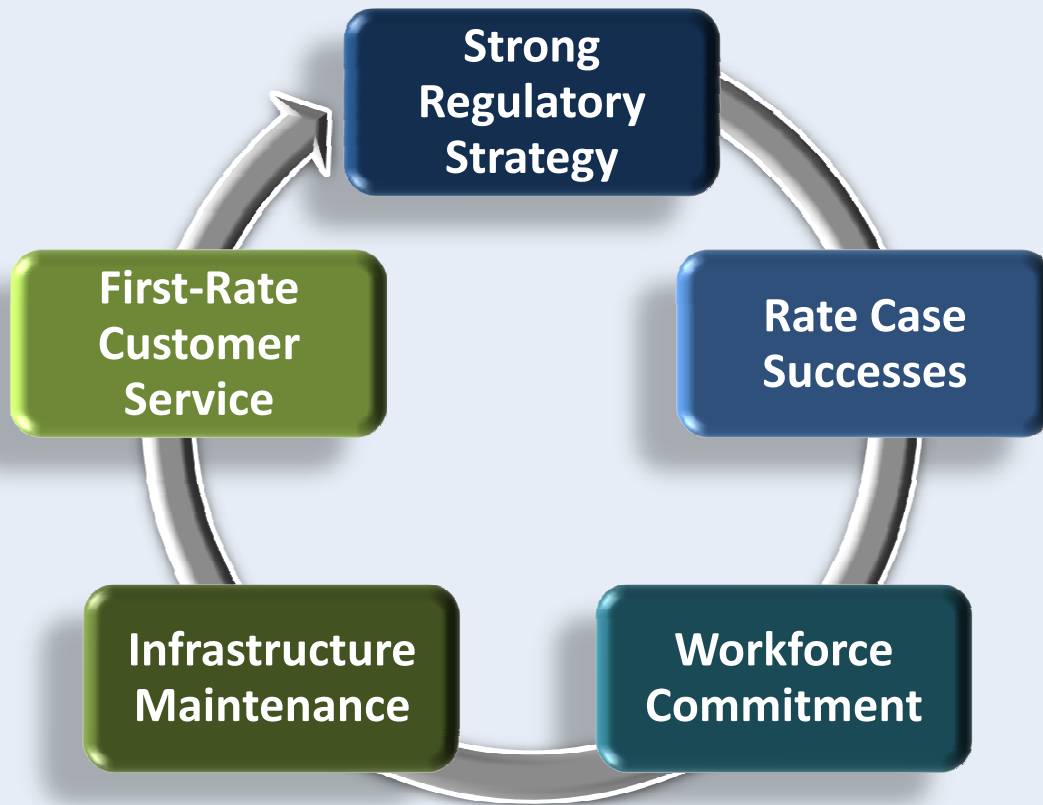 Strong
Regulatory
Strategy
Rate Case
Successes
Workforce
Commitment
Infrastructure
Maintenance
First-Rate
Customer
Service